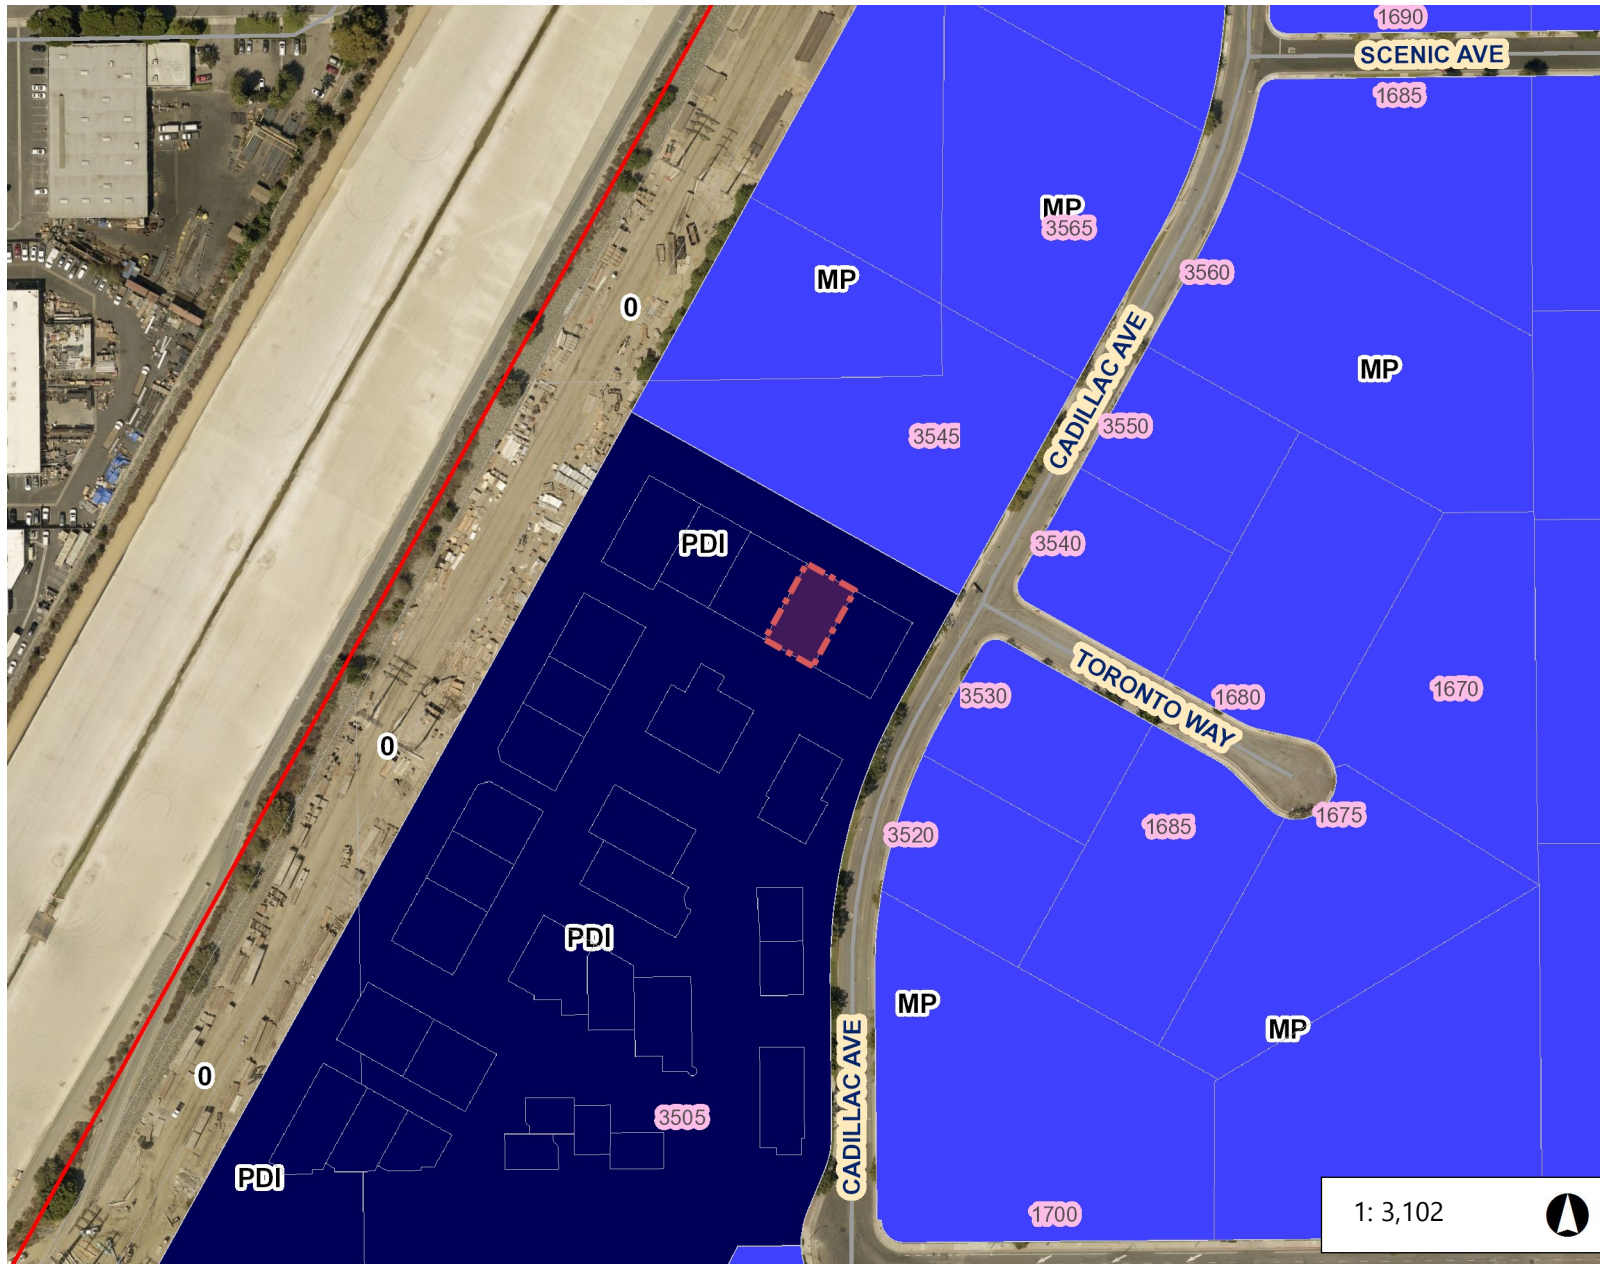 1690
SCENIC AVE
1685
MP
3565
MP
3560
0
CADILLAC AVE
MP
3550
3545
PDI
3540
TORONTO WAY
3530
1680
1670
0
1675
1685
3520
PDI
MP
MP
CADILLAC AVE
0
3505
PDI
1700
1: 3,102